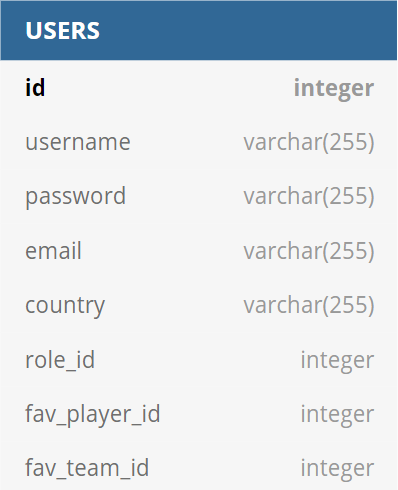 USERS
id integer
username varchar(255)
password varchar(255)
email varchar(255)
country varchar(255)
role_id integer
fav_player_id integer
fav_team_id integer